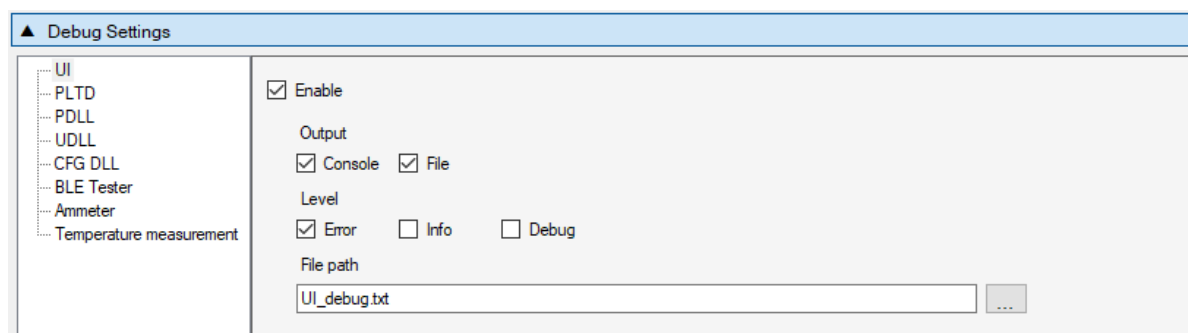 Debug Settings
UI
PLTD
PDLL
UDLL
CFG DLL
BLE Tester
Ammeter
Temperature measurement
Enable
Output
Console File
Level
Error Info Debug
File path
UI_debug.txt
...